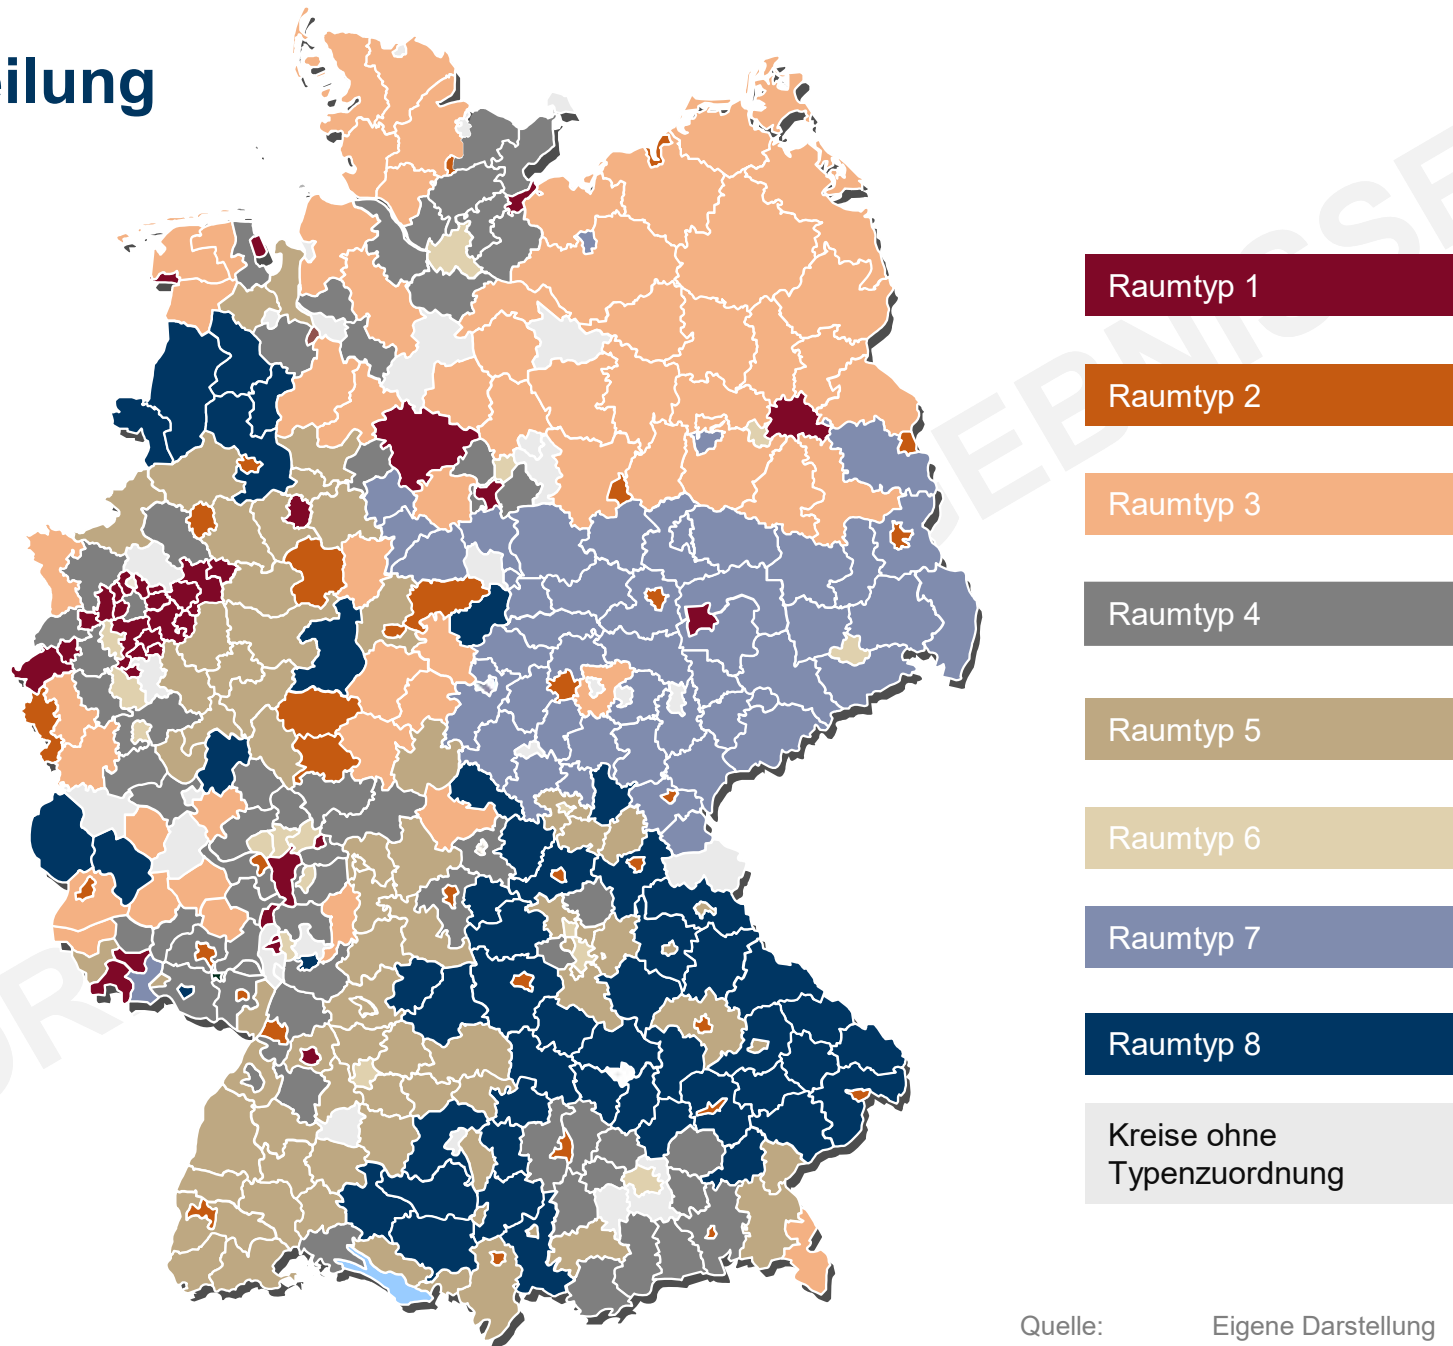 eilung
Raumtyp 1
Raumtyp 2
Raumtyp 3
Raumtyp 4
Raumtyp 5
Raumtyp 6
Raumtyp 7
Raumtyp 8
Kreise ohne
Typenzuordnung
Quelle: Eigene Darstellung